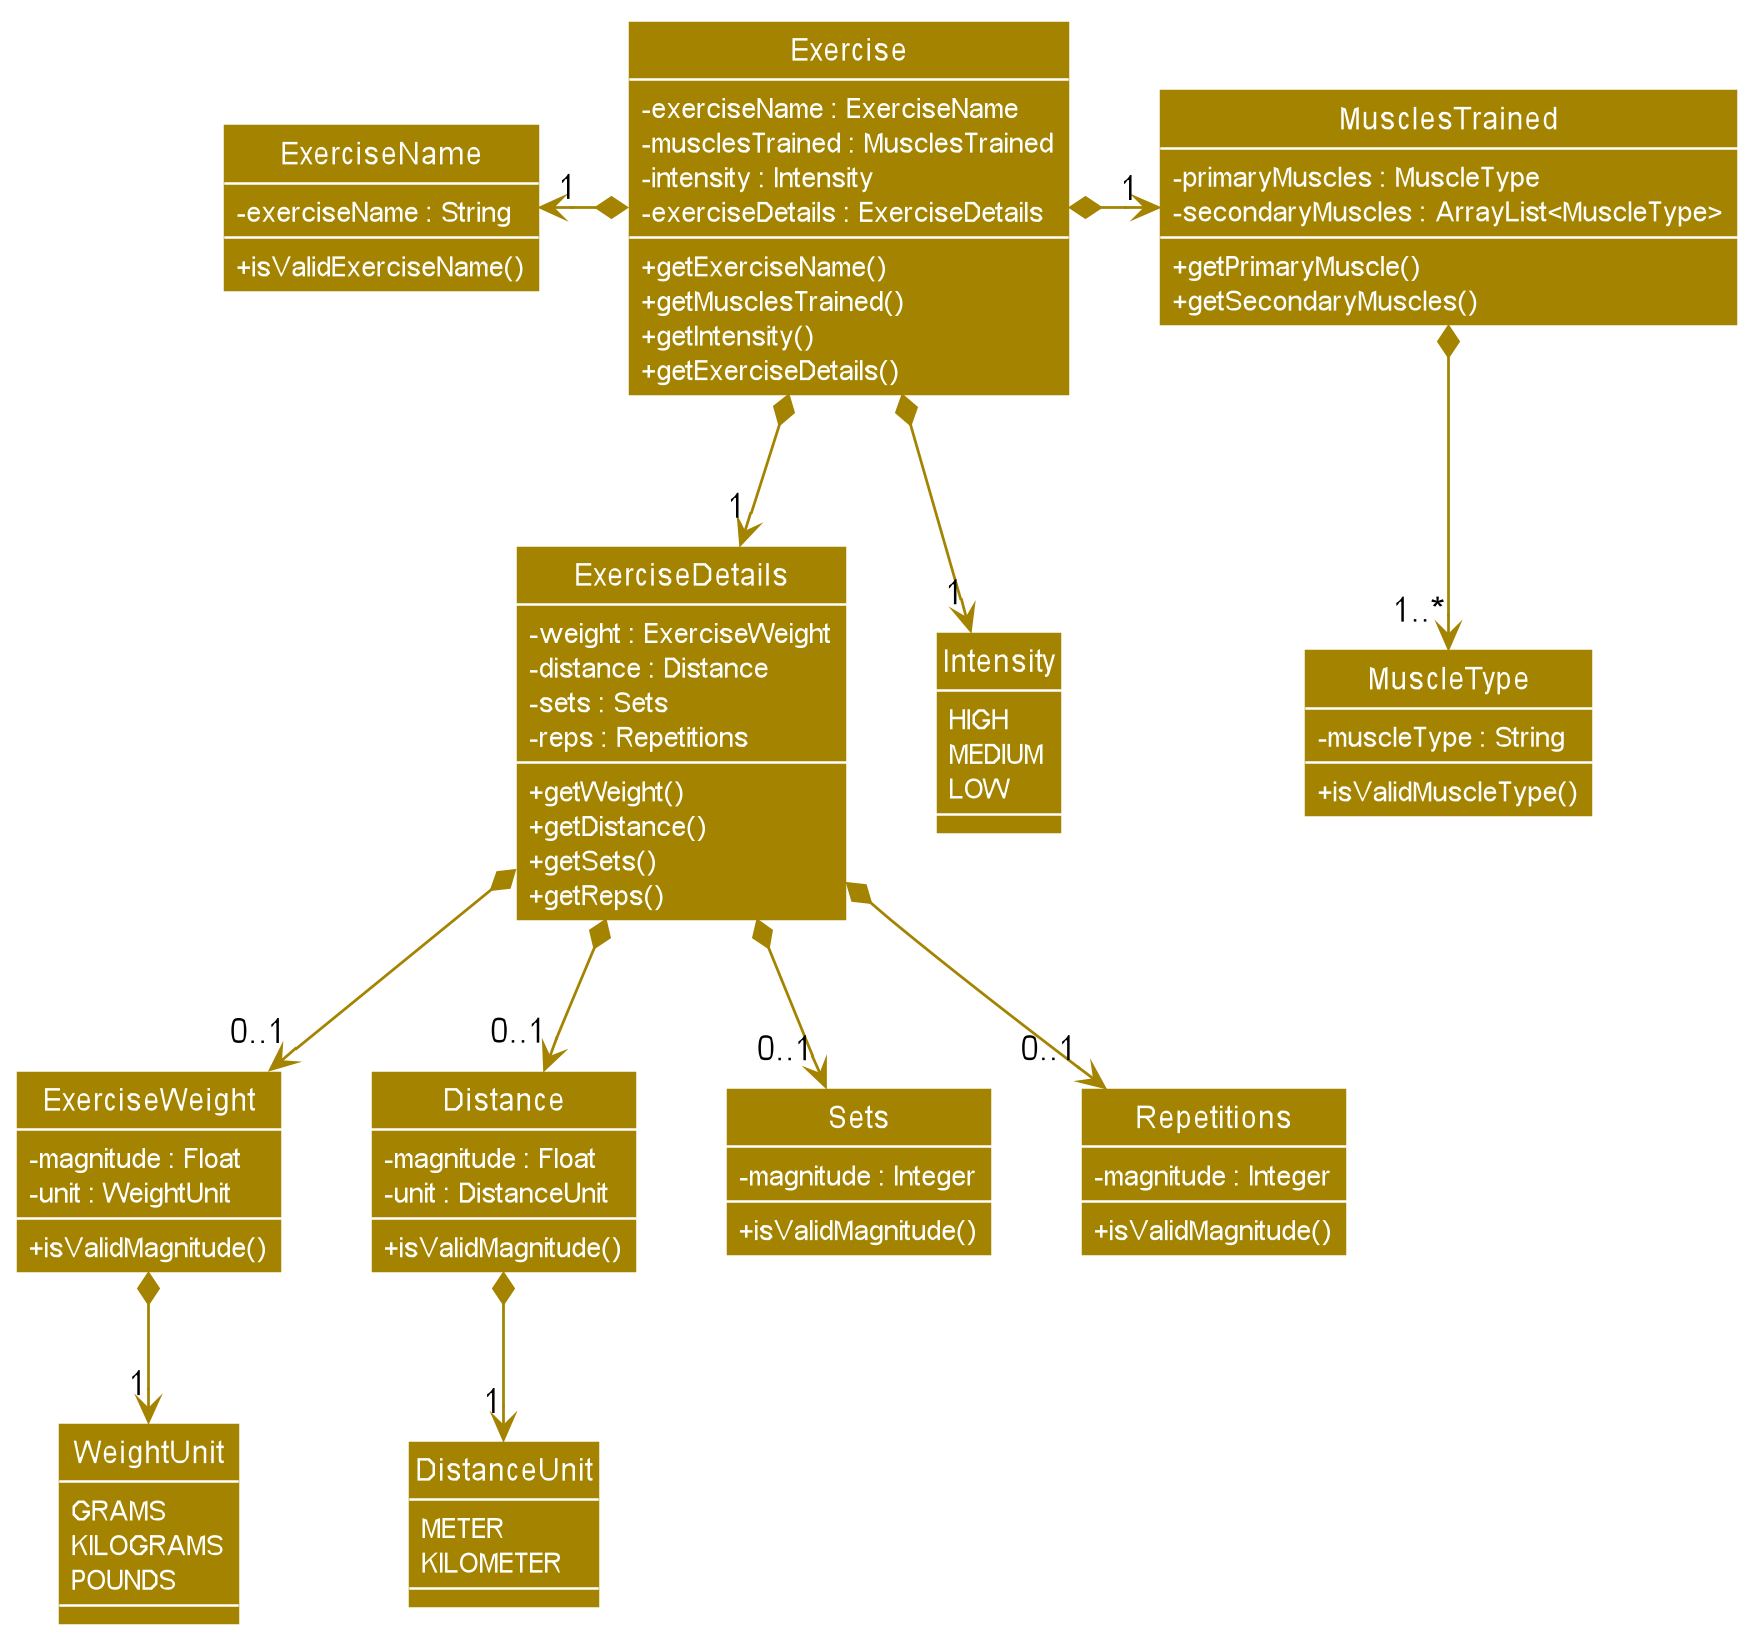 Exercise
-exerciseName : ExerciseName
-musclesTrained : MusclesTrained
-intensity : Intensity
-exerciseDetails : ExerciseDetails
+getExerciseName()
+getMusclesTrained()
+getIntensity()
+getExerciseDetails()
ExerciseName
-exerciseName : String
+isValidExerciseName()
1
MusclesTrained
-primaryMuscles : MuscleType
-secondaryMuscles : ArrayList<MuscleType>
+getPrimaryMuscle()
+getSecondaryMuscles()
1
1
ExerciseDetails
-weight : ExerciseWeight
-distance : Distance
-sets : Sets
-reps : Repetitions
+getWeight()
+getDistance()
+getSets()
+getReps()
1
Intensity
HIGH
MEDIUM
LOW
1..*
MuscleType
-muscleType : String
+isValidMuscleType()
0..1
ExerciseWeight
-magnitude : Float
-unit : WeightUnit
+isValidMagnitude()
0..1
Distance
-magnitude : Float
-unit : DistanceUnit
+isValidMagnitude()
0..1
Sets
-magnitude : Integer
+isValidMagnitude()
0..1
Repetitions
-magnitude : Integer
+isValidMagnitude()
1
WeightUnit
GRAMS
KILOGRAMS
POUNDS
1
DistanceUnit
METER
KILOMETER